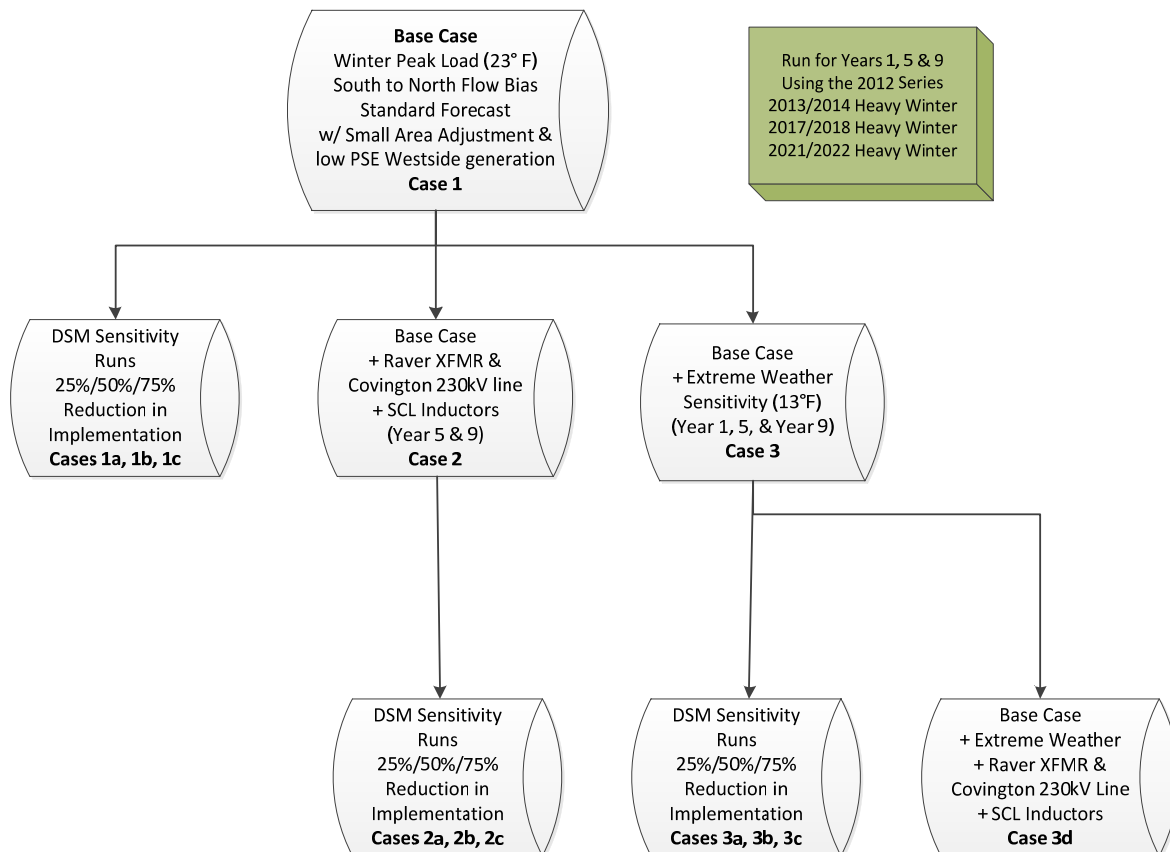 Base Case
Winter Peak Load (23° F)
South to North Flow Bias
Standard Forecast
w/ Small Area Adjustment &
low PSE Westside generation
Case 1
Run for Years 1, 5 & 9
Using the 2012 Series
2013/2014 Heavy Winter
2017/2018 Heavy Winter
2021/2022 Heavy Winter
DSM Sensitivity
Runs
25%/50%/75%
Reduction in
Implementation
Cases 1a, 1b, 1c
Base Case
+ Raver XFMR &
Covington 230kV line
+ SCL Inductors
(Year 5 & 9)
Case 2
Base Case
+ Extreme Weather
Sensitivity (13°F)
(Year 1, 5, & Year 9)
Case 3
DSM Sensitivity
Runs
25%/50%/75%
Reduction in
Implementation
Cases 2a, 2b, 2c
DSM Sensitivity
Runs
25%/50%/75%
Reduction in
Implementation
Cases 3a, 3b, 3c
Base Case
+ Extreme Weather
+ Raver XFMR &
Covington 230kV Line
+ SCL Inductors
Case 3d